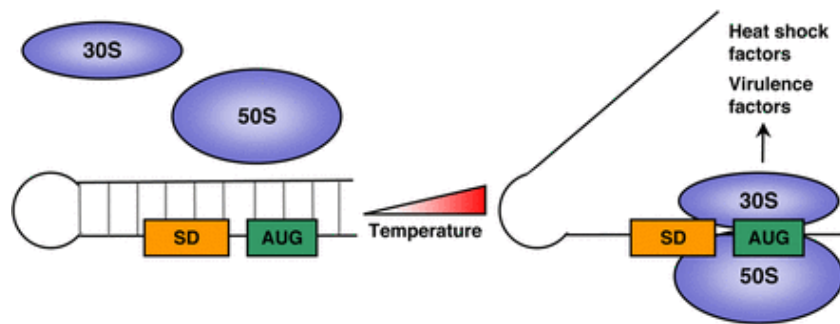 30S
50S
SD
AUG
Temperature
Heat shock
factors
Virulence
factors
30S
SD
AUG
50S